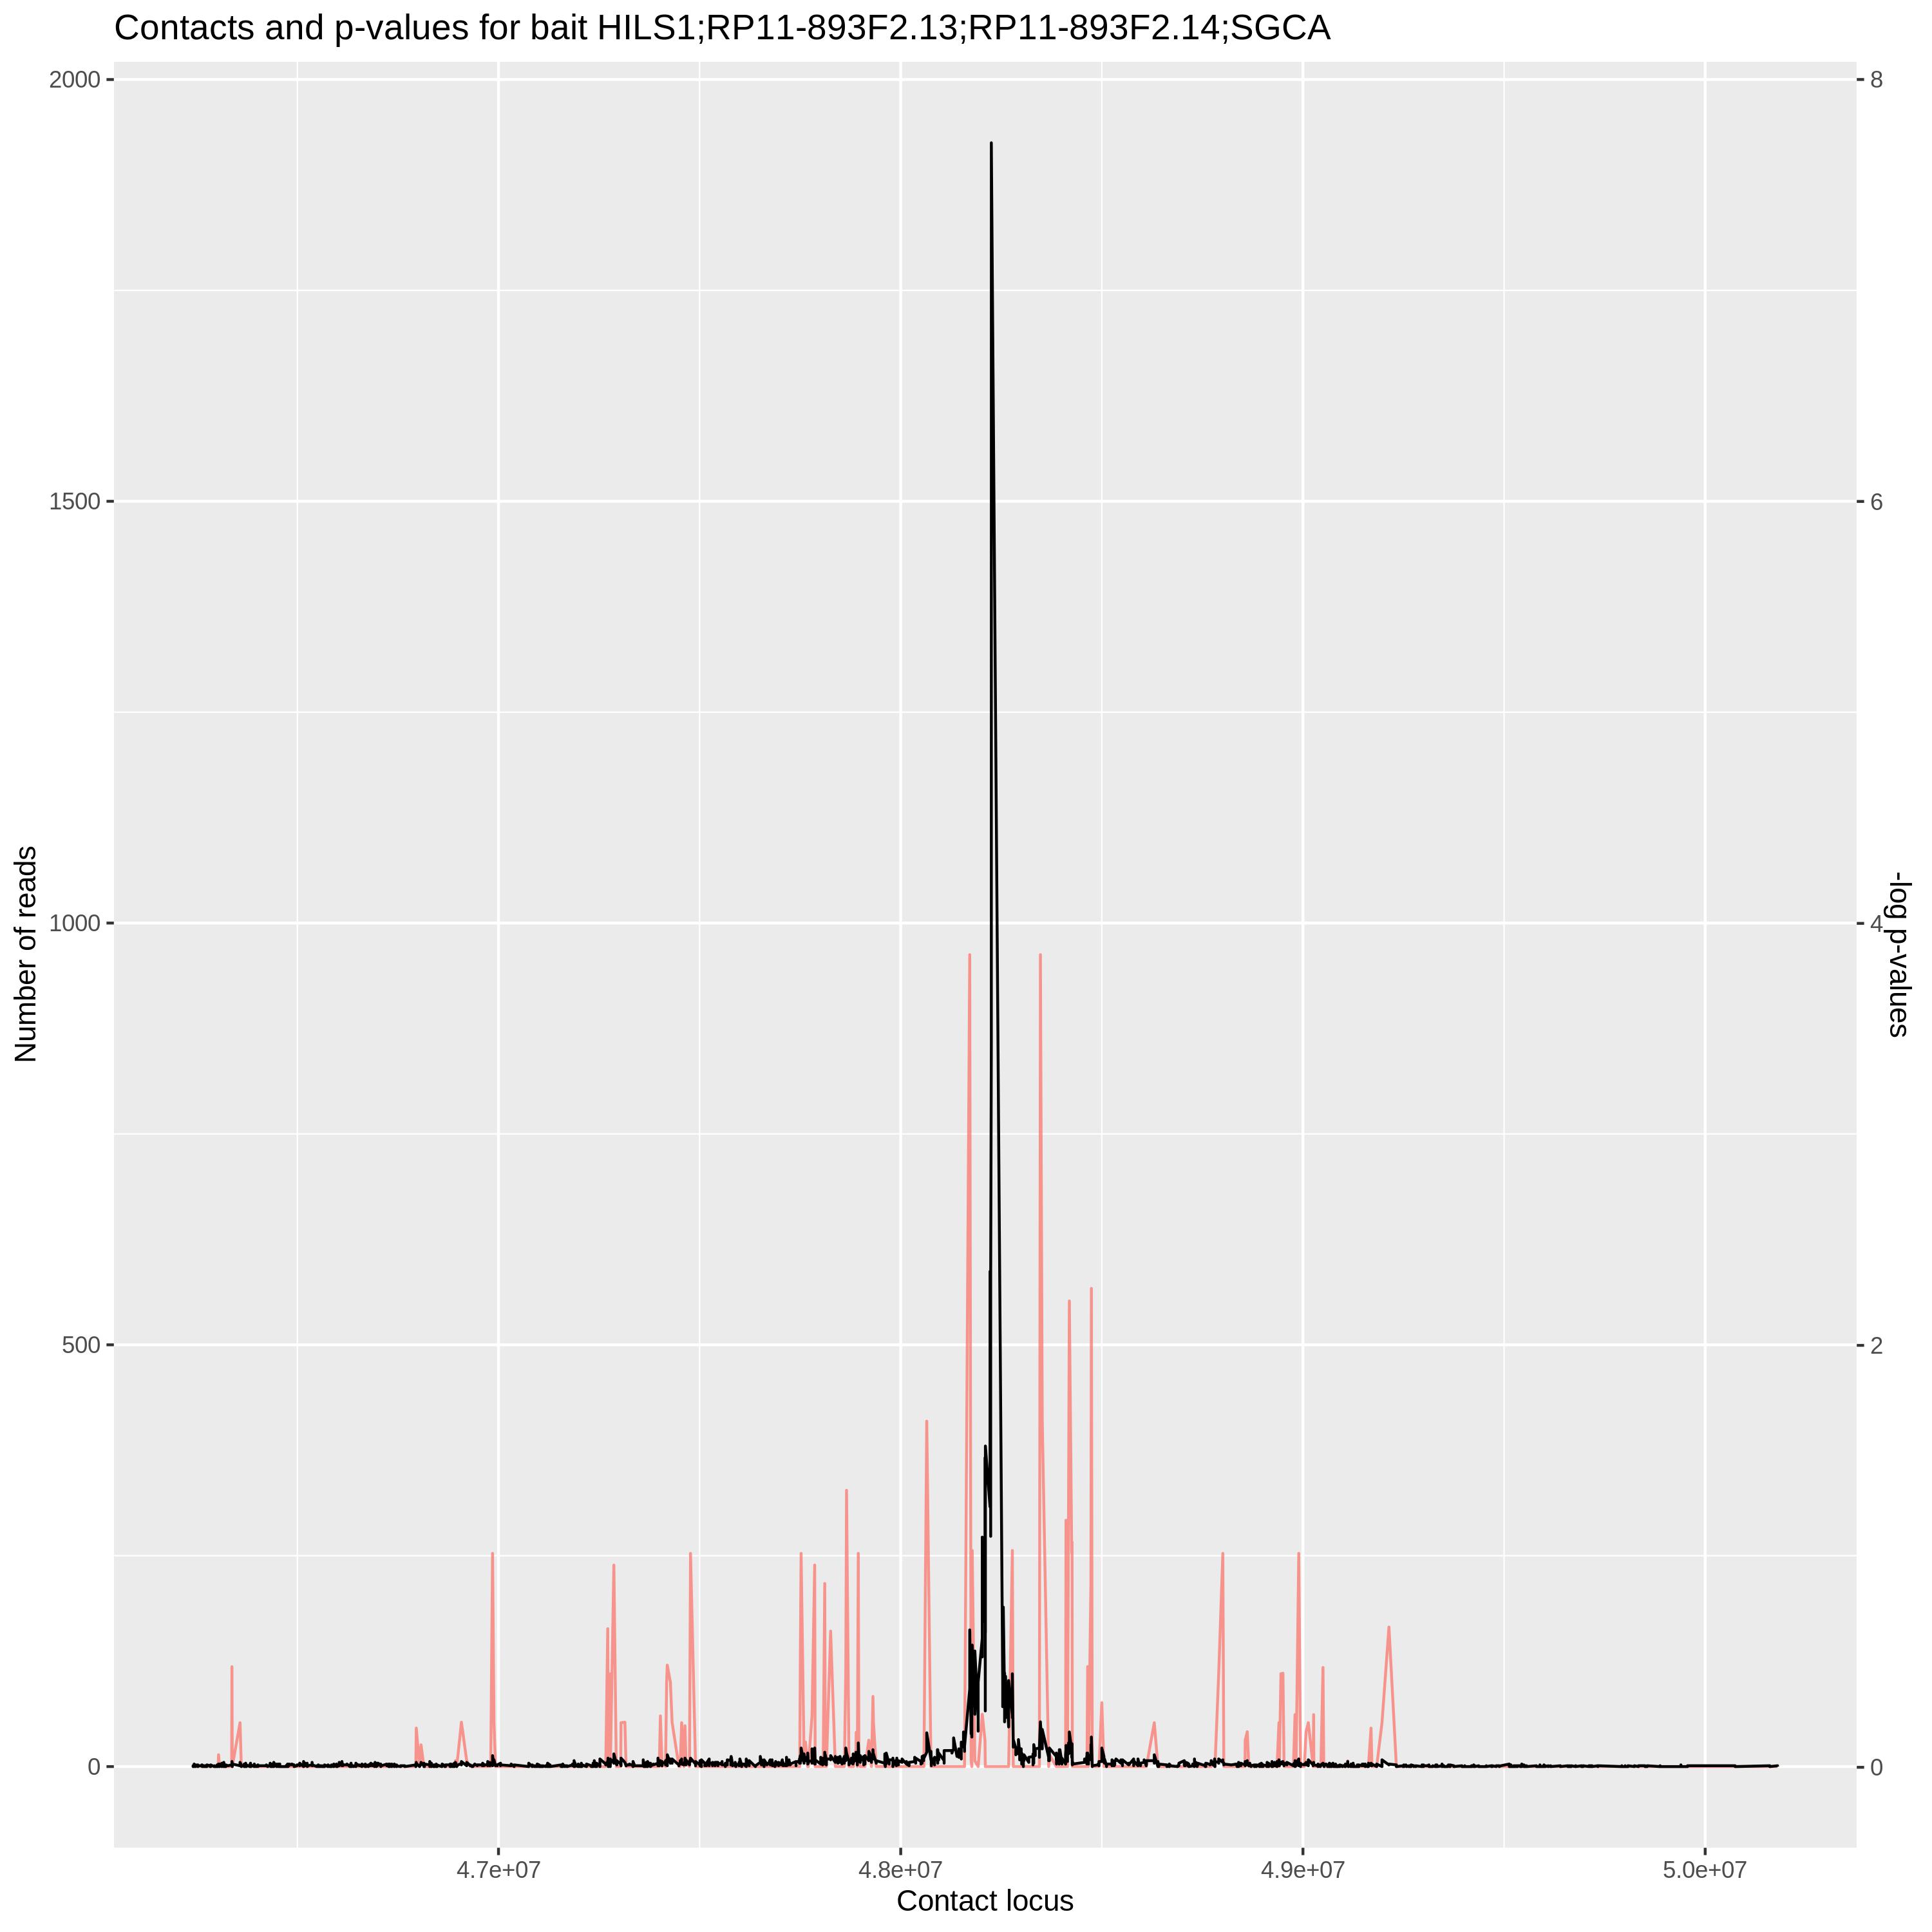 Contacts and p-values for bait HILS1;RP11-893F2.13;RP11-893F2.14;SGCA
2000
1500
1000
500
0
Number of reads
8
6
4
2
0
-log p-values
4.7e+07
4.8e+07
4.9e+07
5.0e+07
Contact locus